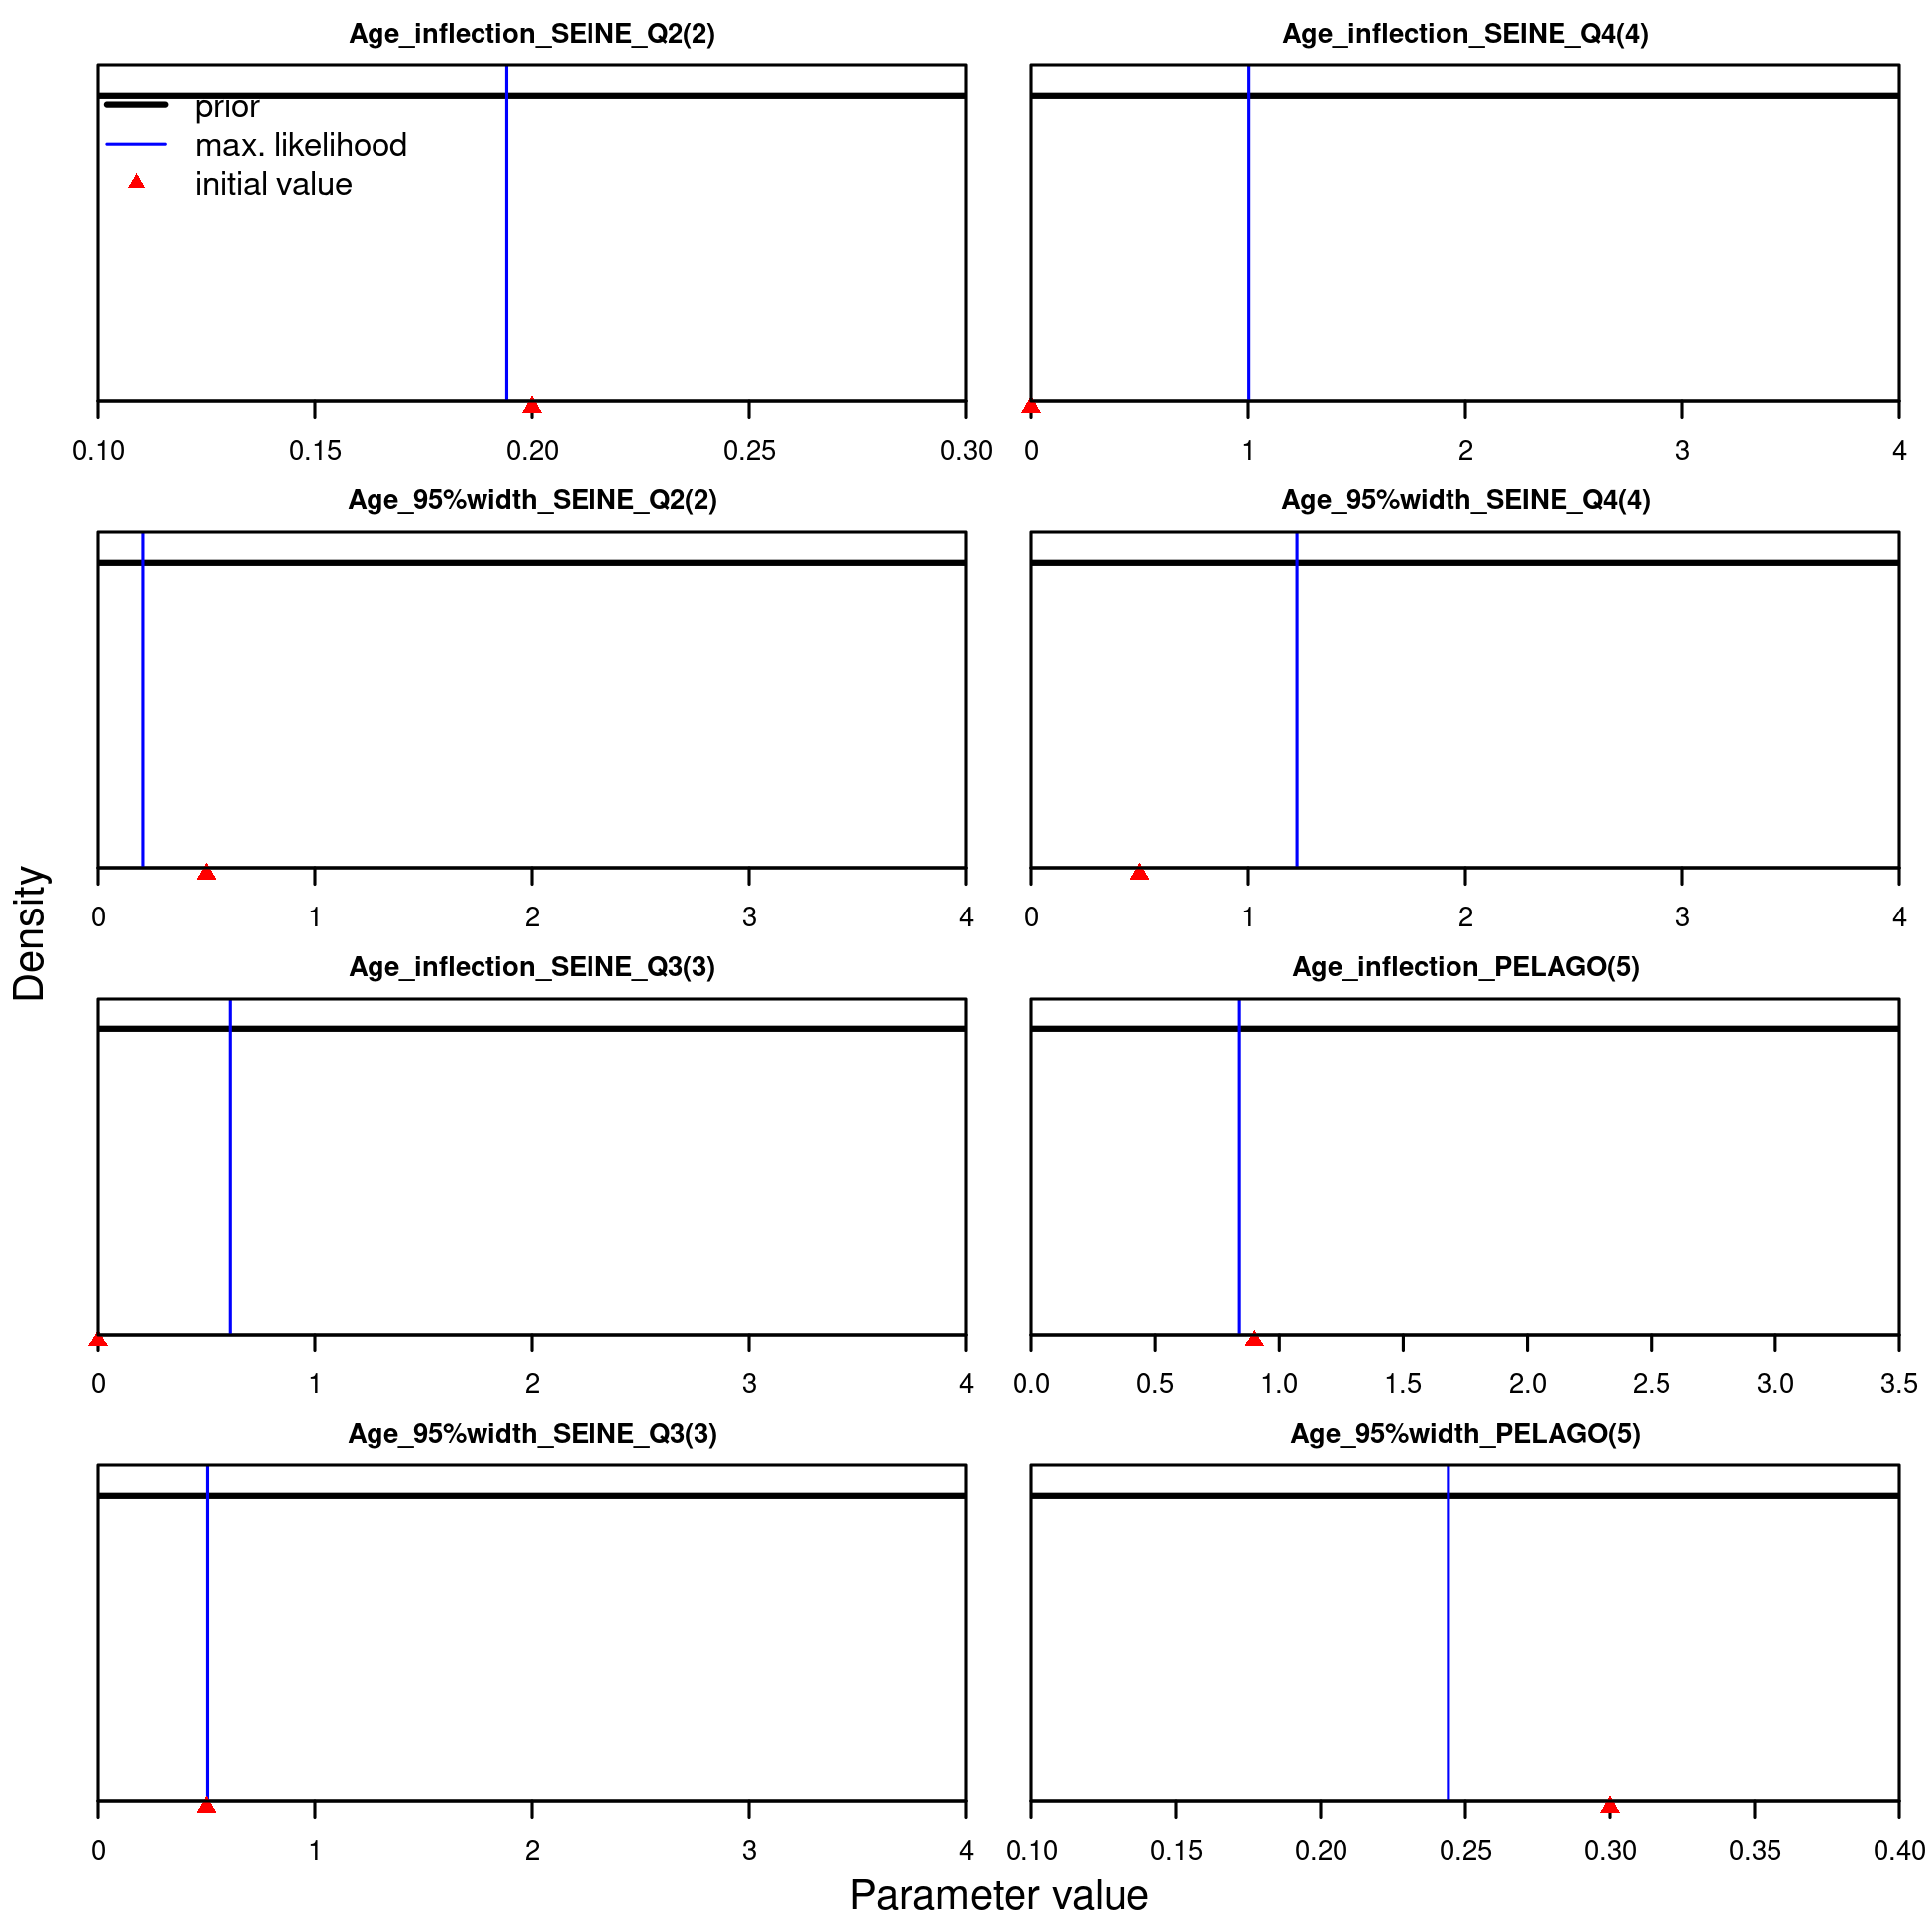 Age_inflection_SEINE_Q2(2)
prior
max. likelihood
initial value
0.10 0.15 0.20 0.25 0.30
Age_inflection_SEINE_Q4(4)
0 1 2 3 4
Age_95%width_SEINE_Q2(2)
0 1 2 3 4
Age_95%width_SEINE_Q4(4)
0 1 2 3 4
Density
Age_inflection_SEINE_Q3(3)
0 1 2 3 4
Age_inflection_PELAGO(5)
0.0 0.5 1.0 1.5 2.0 2.5 3.0 3.5
Age_95%width_SEINE_Q3(3)
0 1 2 3 4
Age_95%width_PELAGO(5)
0.10 0.15 0.20 0.25 0.30 0.35 0.40
Parameter value